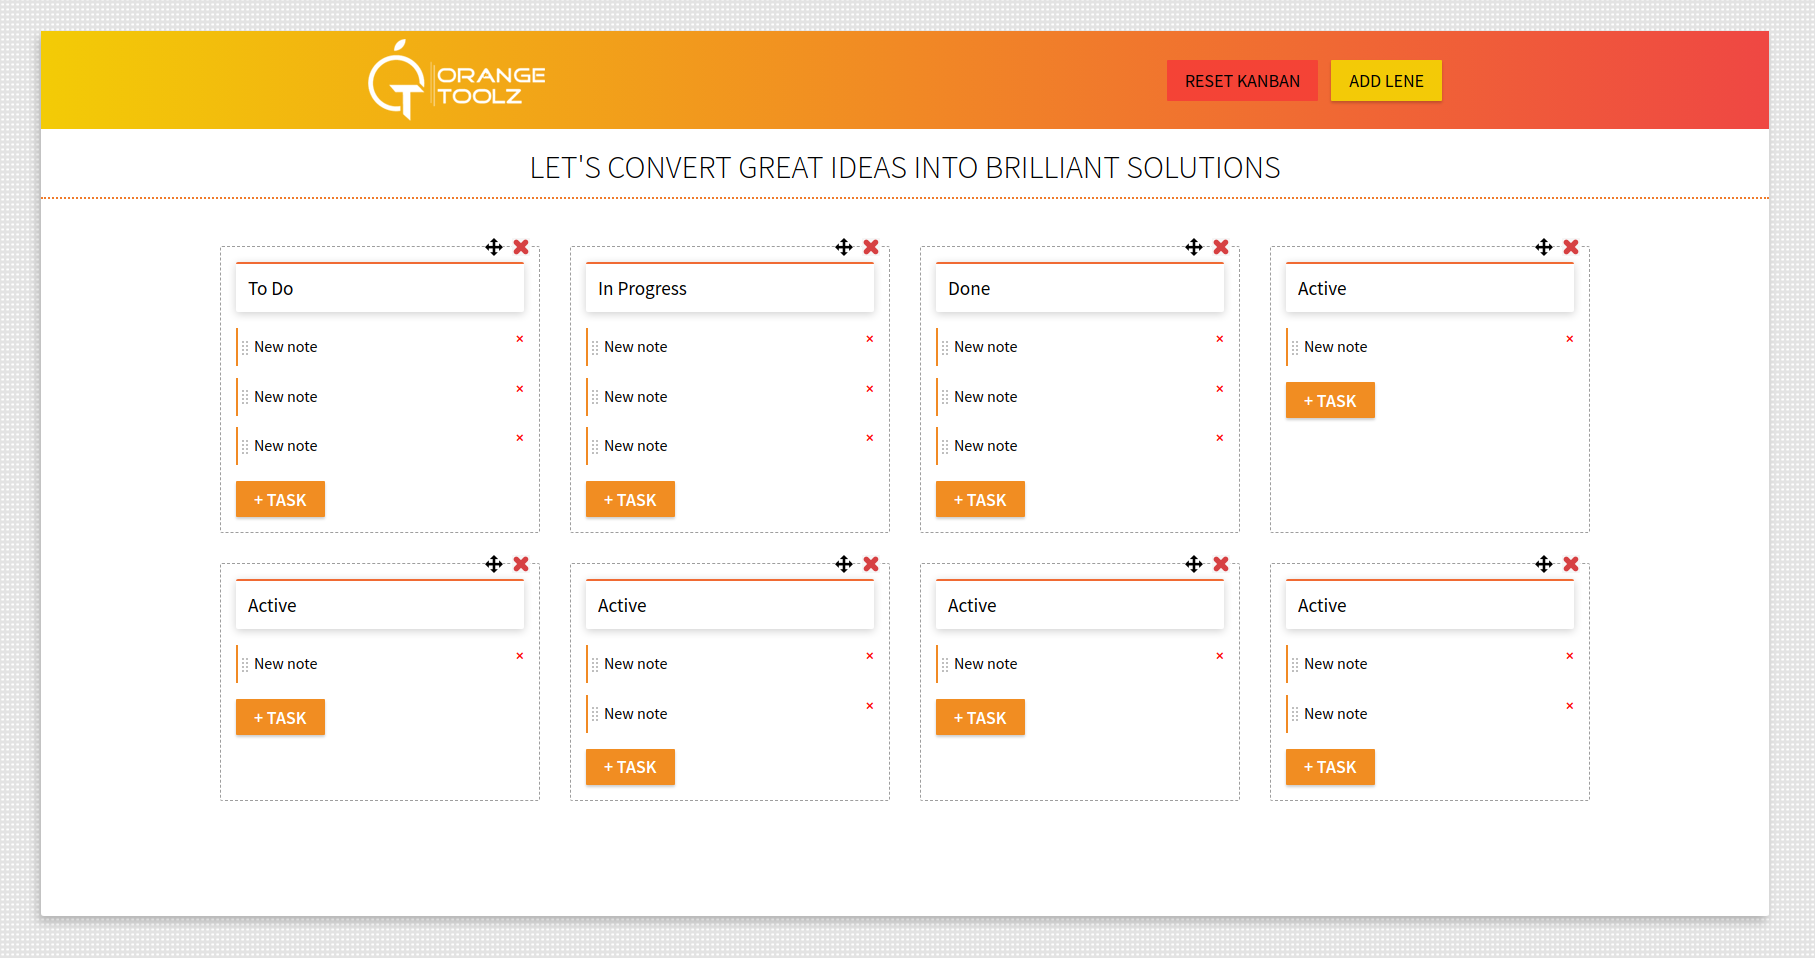 ORANGE
TOOLZ
RESET KANBAN
ADD LENE
LET'S CONVERT GREAT IDEAS INTO BRILLIANT SOLUTIONS
To Do
New note
New note
New note
+ TASK
In Progress
New note
New note
New note
+ TASK
Done
New note
New note
New note
+ TASK
Active
New note
+ TASK
Active
New note
+ TASK
Active
New note
New note
+ TASK
Active
New note
+ TASK
Active
New note
New note
+ TASK